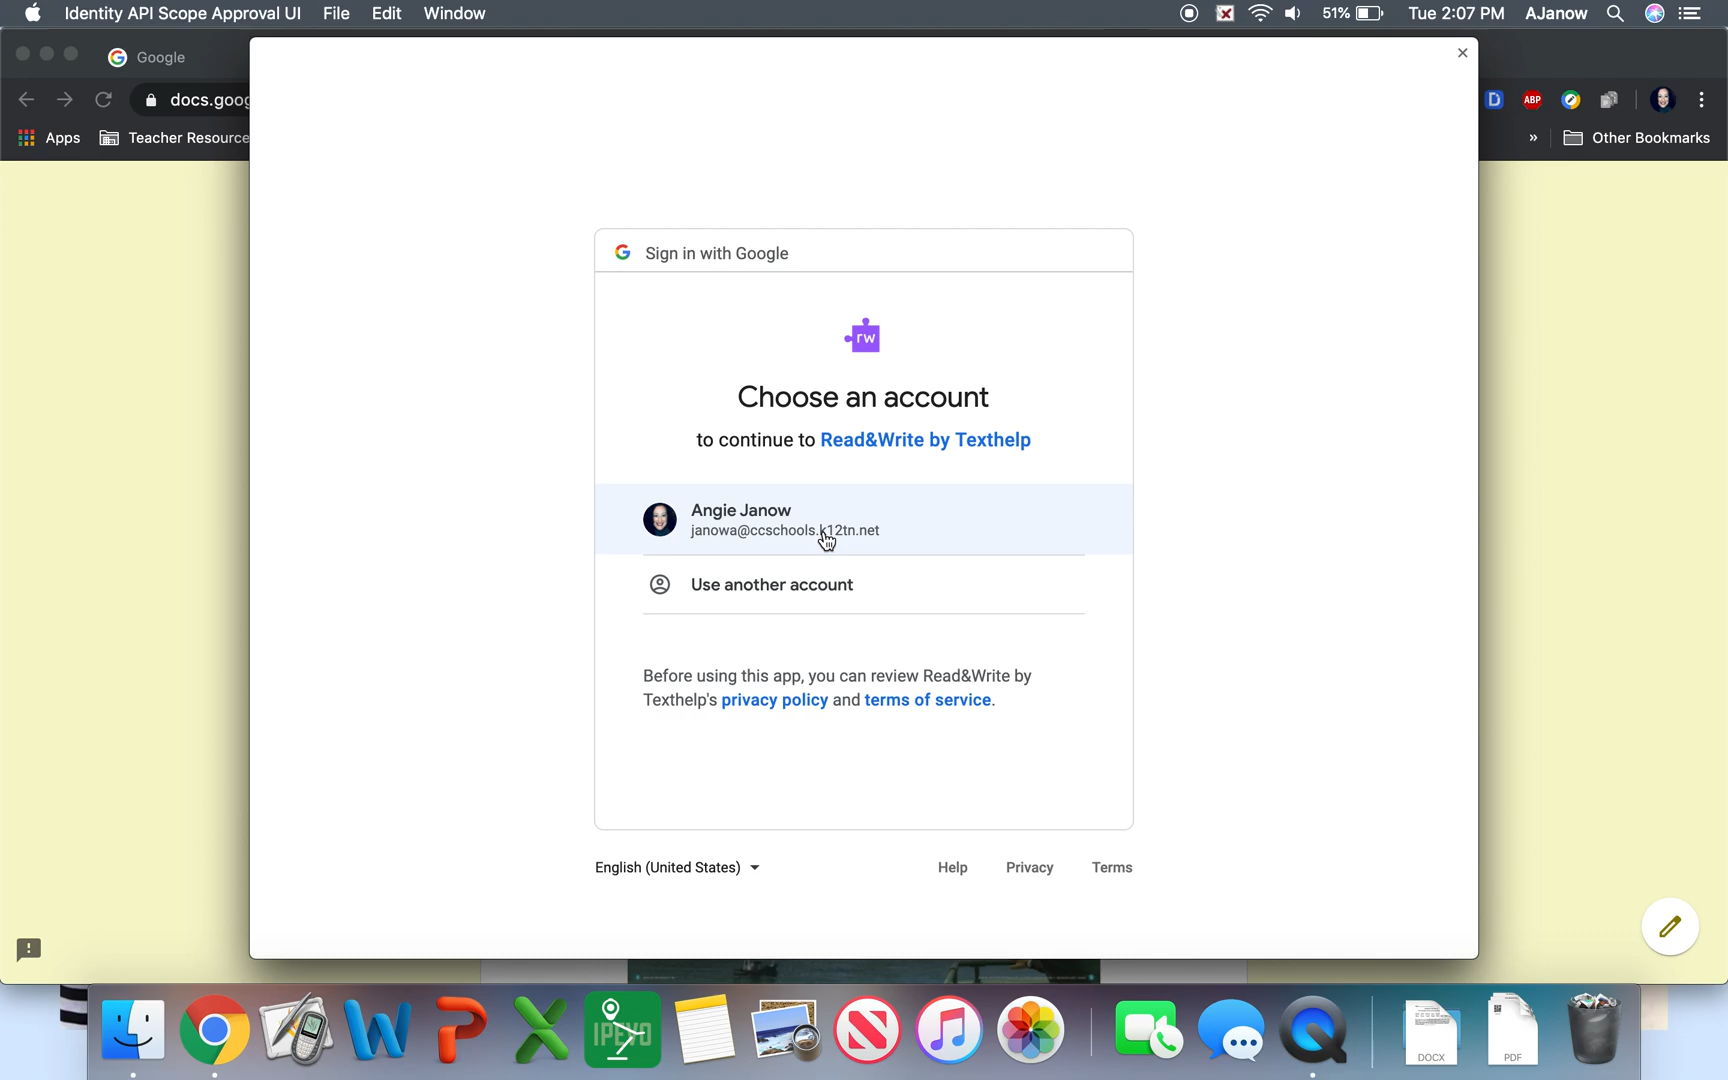 Identity API Scope Approval UI File Edit Window 51% Tue 2:07 PM AJanow
Google
docs.goog
ABP
Apps Teacher Resource
» Other Bookmarks
Sign in with Google
rw
Choose an account
to continue to Read&Write by Texthelp
Angie Janow
janowa@ccschools.k12tn.net
Use another account
Before using this app, you can review Read&Write by
Texthelp's privacy policy and terms of service.
English (United States) Help Privacy Terms
IPEVO
DOCX PDF